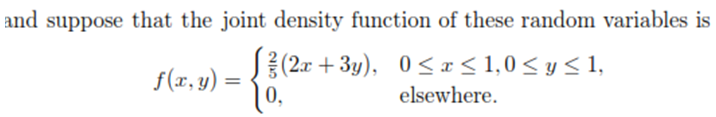 and suppose that the joint density function of these random variables is
f(x, y) = { 2/5 (2x + 3y), 0 ≤ x ≤ 1, 0 ≤ y ≤ 1,
0, elsewhere.